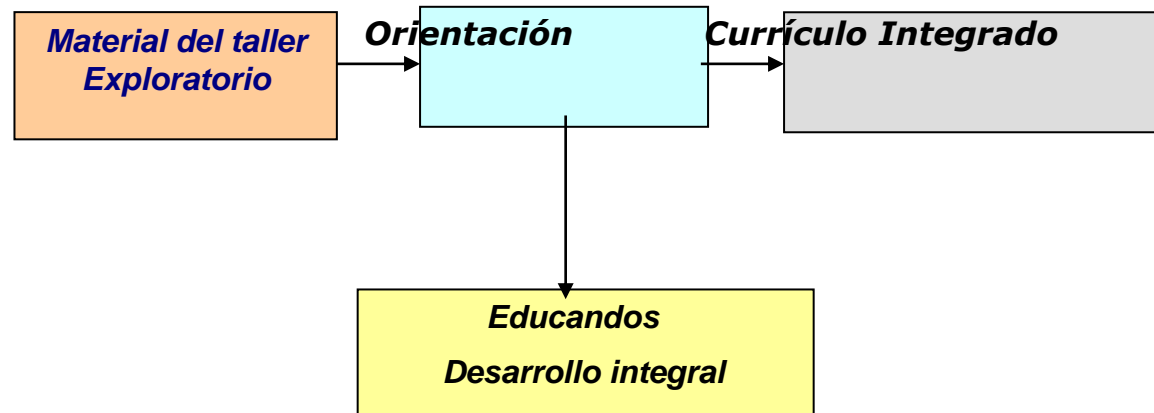 Material del taller
Exploratorio
Orientación
Currículo Integrado
Educandos
Desarrollo integral